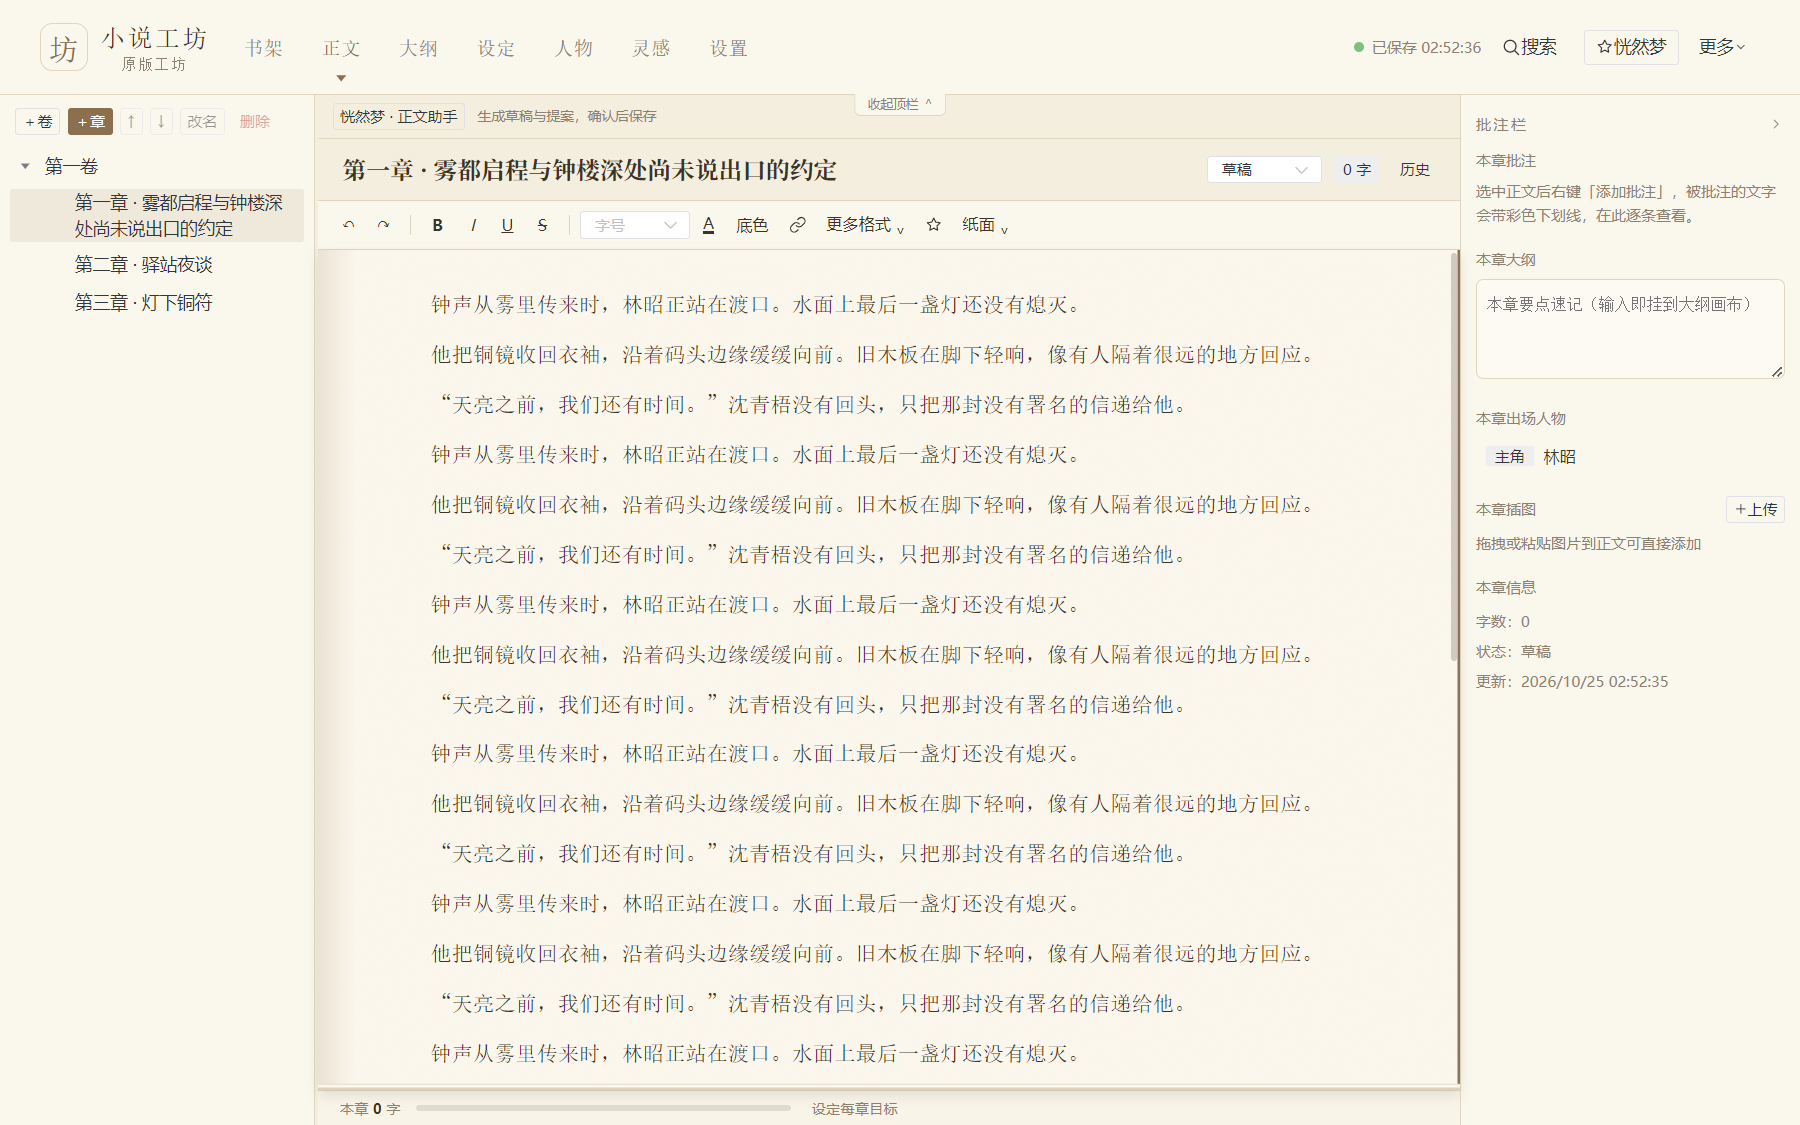 坊
小说工坊
原版工坊
书架 正文 大纲 设定 人物 灵感 设置
已保存 02:52:36
搜索
恍然梦
更多
+卷 +章 ↑ ↓ 改名 删除
第一卷
第一章 · 雾都启程与钟楼深
处尚未说出口的约定
第二章 · 驿站夜谈
第三章 · 灯下铜符
恍然梦 · 正文助手
生成草稿与提案，确认后保存
收起顶栏 ^
第一章 · 雾都启程与钟楼深处尚未说出口的约定
草稿
0 字
历史
B I U S 字号 A 底色 更多格式 纸面
钟声从雾里传来时，林昭正站在渡口。水面上最后一盏灯还没有熄灭。
他把铜镜收回衣袖，沿着码头边缘缓缓向前。旧木板在脚下轻响，像有人隔着很远的地方回应。
“天亮之前，我们还有时间。”沈青梧没有回头，只把那封没有署名的信递给他。
钟声从雾里传来时，林昭正站在渡口。水面上最后一盏灯还没有熄灭。
他把铜镜收回衣袖，沿着码头边缘缓缓向前。旧木板在脚下轻响，像有人隔着很远的地方回应。
“天亮之前，我们还有时间。”沈青梧没有回头，只把那封没有署名的信递给他。
钟声从雾里传来时，林昭正站在渡口。水面上最后一盏灯还没有熄灭。
他把铜镜收回衣袖，沿着码头边缘缓缓向前。旧木板在脚下轻响，像有人隔着很远的地方回应。
“天亮之前，我们还有时间。”沈青梧没有回头，只把那封没有署名的信递给他。
钟声从雾里传来时，林昭正站在渡口。水面上最后一盏灯还没有熄灭。
他把铜镜收回衣袖，沿着码头边缘缓缓向前。旧木板在脚下轻响，像有人隔着很远的地方回应。
“天亮之前，我们还有时间。”沈青梧没有回头，只把那封没有署名的信递给他。
钟声从雾里传来时，林昭正站在渡口。水面上最后一盏灯还没有熄灭。
他把铜镜收回衣袖，沿着码头边缘缓缓向前。旧木板在脚下轻响，像有人隔着很远的地方回应。
“天亮之前，我们还有时间。”沈青梧没有回头，只把那封没有署名的信递给他。
钟声从雾里传来时，林昭正站在渡口。水面上最后一盏灯还没有熄灭。
本章 0 字
设定每章目标
批注栏
本章批注
选中正文后右键「添加批注」，被批注的文字
会带彩色下划线，在此逐条查看。
本章大纲
本章要点速记（输入即挂到大纲画布）
本章出场人物
主角 林昭
本章插图
+上传
拖拽或粘贴图片到正文可直接添加
本章信息
字数：0
状态：草稿
更新：2026/10/25 02:52:35